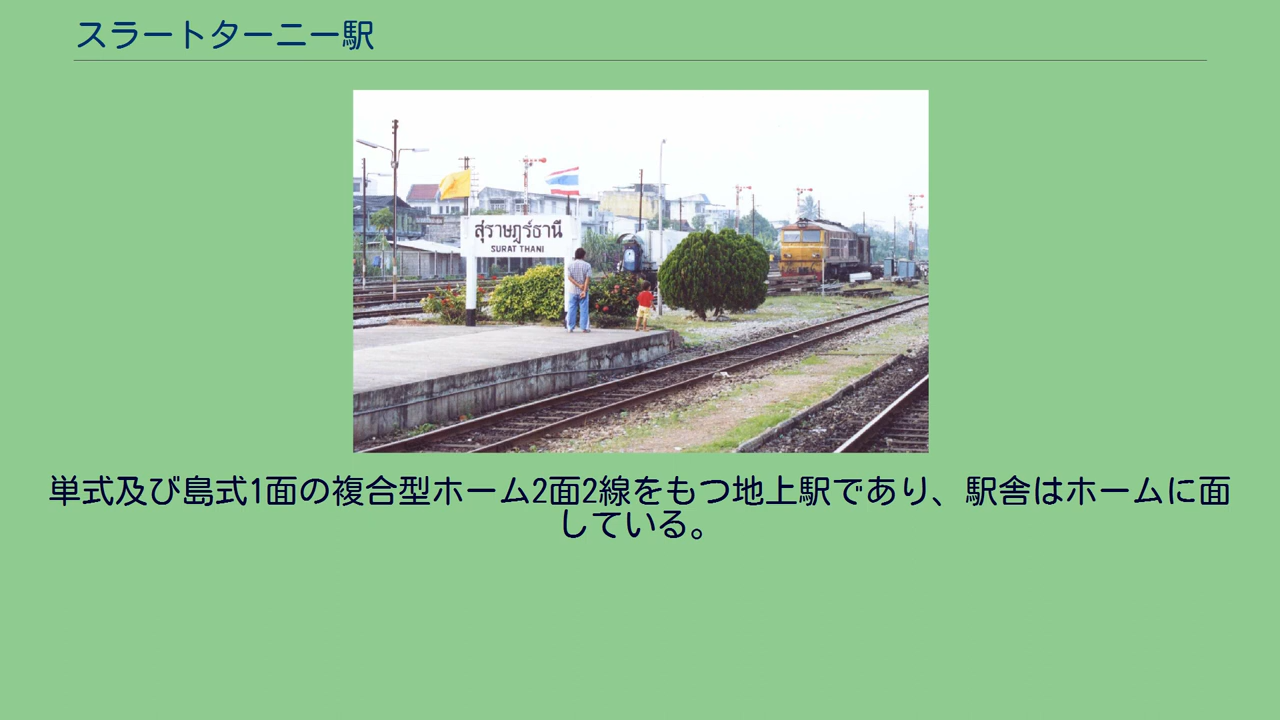 スラートターニー駅
สุราษฎร์ธานี
SURAT THANI
単式及び島式1面の複合型ホーム2面2線をもつ地上駅であり、駅舎はホームに面
している。